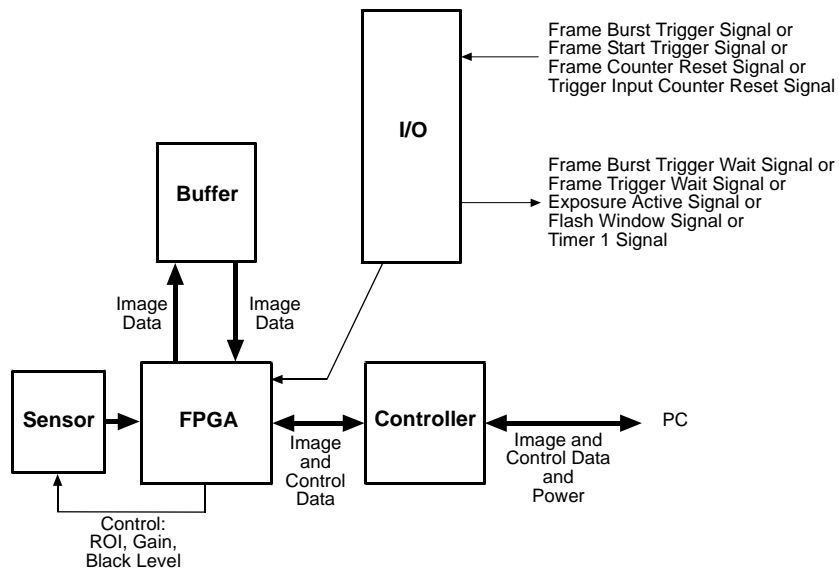 Frame Burst Trigger Signal or
Frame Start Trigger Signal or
Frame Counter Reset Signal or
Trigger Input Counter Reset Signal
I/O
Frame Burst Trigger Wait Signal or
Frame Trigger Wait Signal or
Exposure Active Signal or
Flash Window Signal or
Timer 1 Signal
Buffer
Image
Data
Image
Data
Sensor
FPGA
Controller
PC
Image
and
Control
Data
Image and
Control Data
and
Power
Control:
ROI, Gain,
Black Level